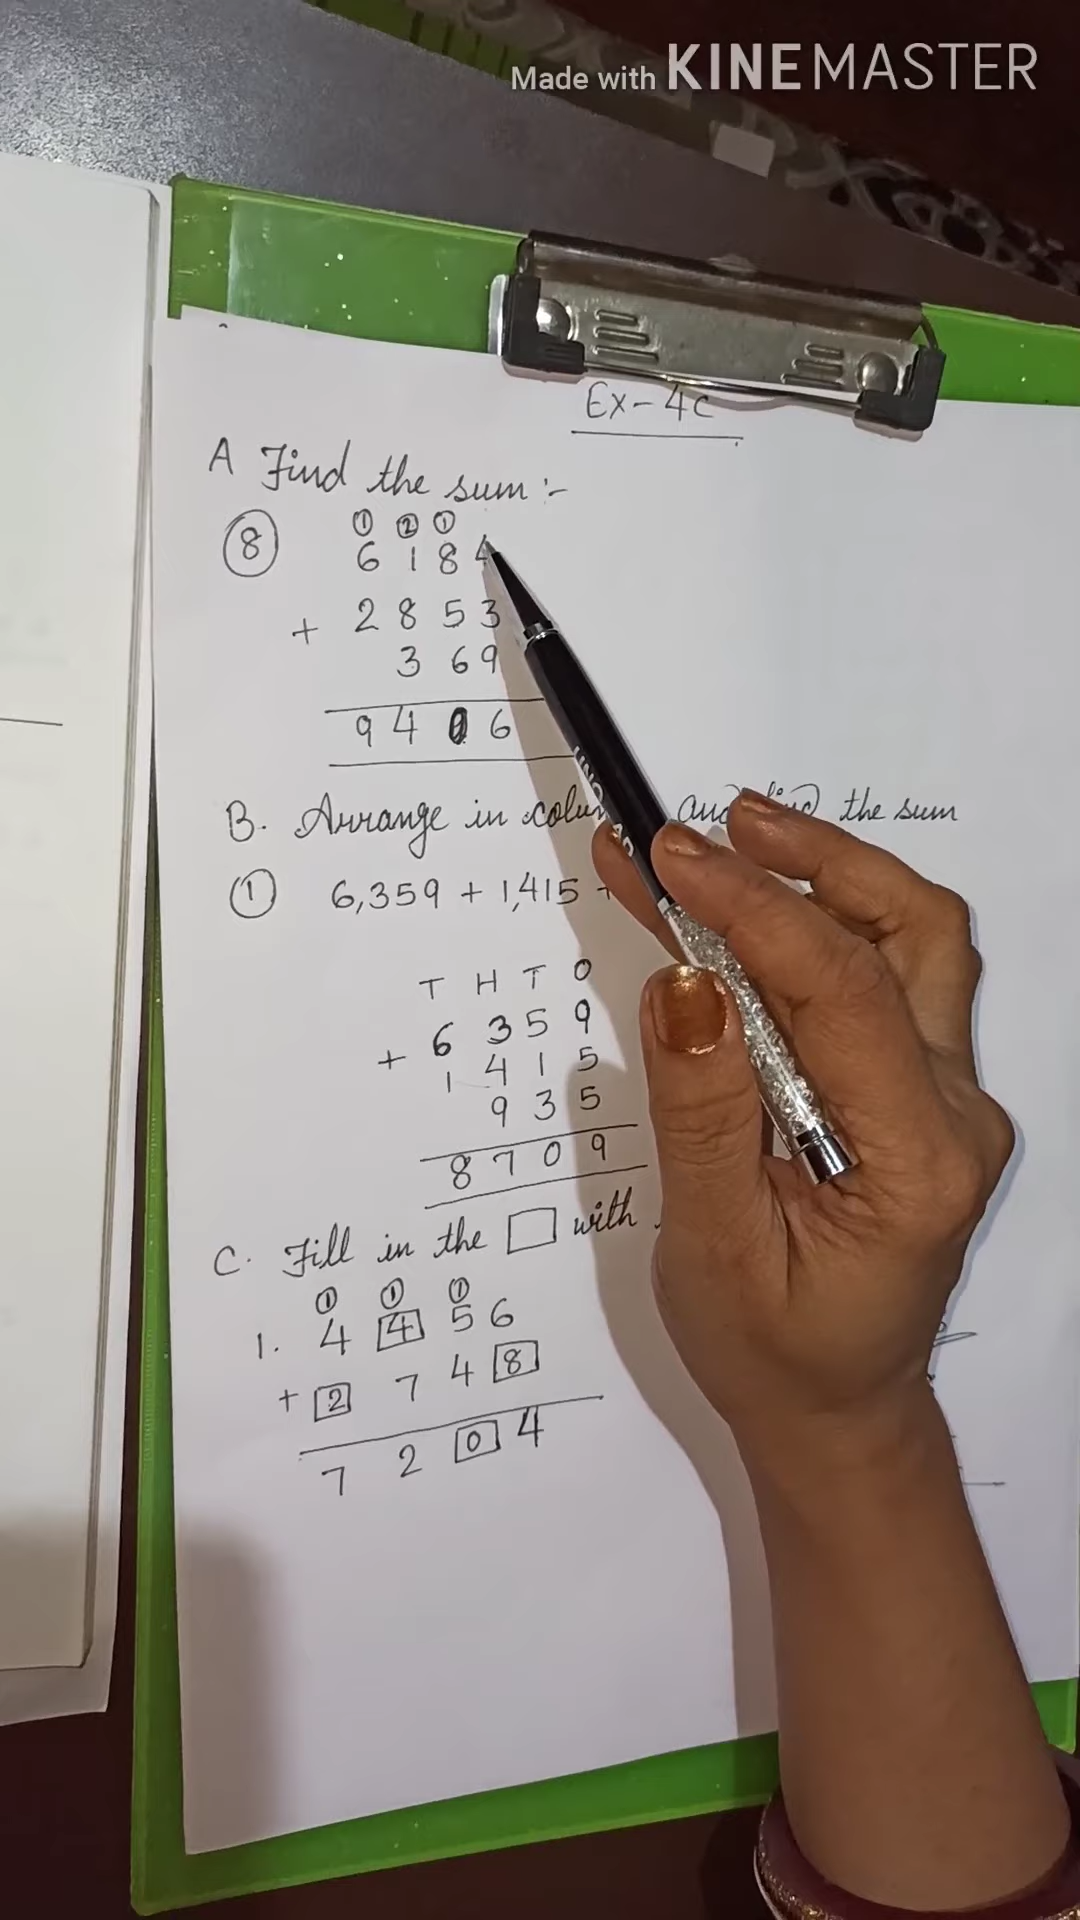 Made with KINEMASTER
Ex-4c
A Find the sum :-
① ② ①
⑧ 6 1 8 4
+ 2 8 5 3
3 6 9
9 4 0 6
B. Arrange in and the sum
① 6,359 + 1,415 +
T H T O
6 3 5 9
+ 1 4 1 5
9 3 5
8 7 0 9
C. Fill in the □ with
① ① ①
1. 4 4 5 6
+ 2 7 4 8
7 2 0 4